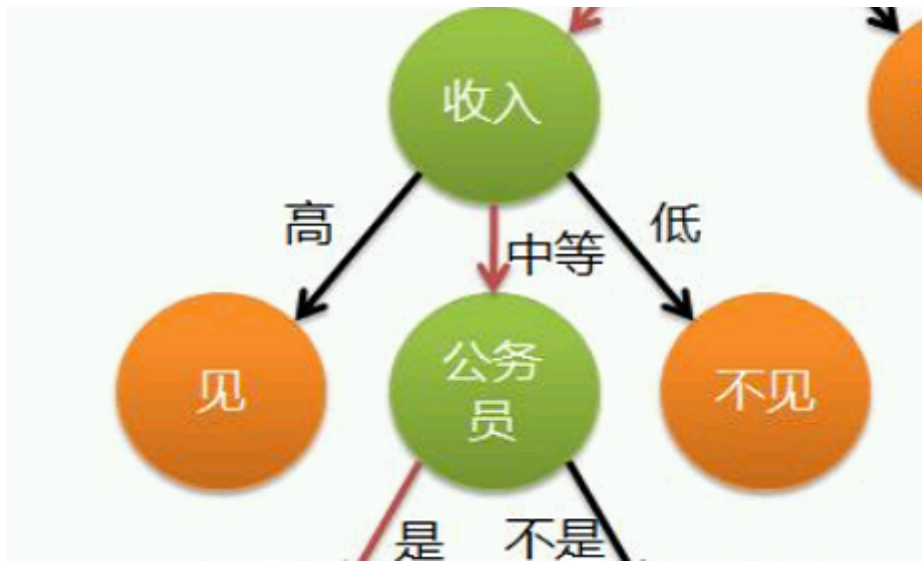 收入
高
中等
低
见
公务
员
不见
是
不是